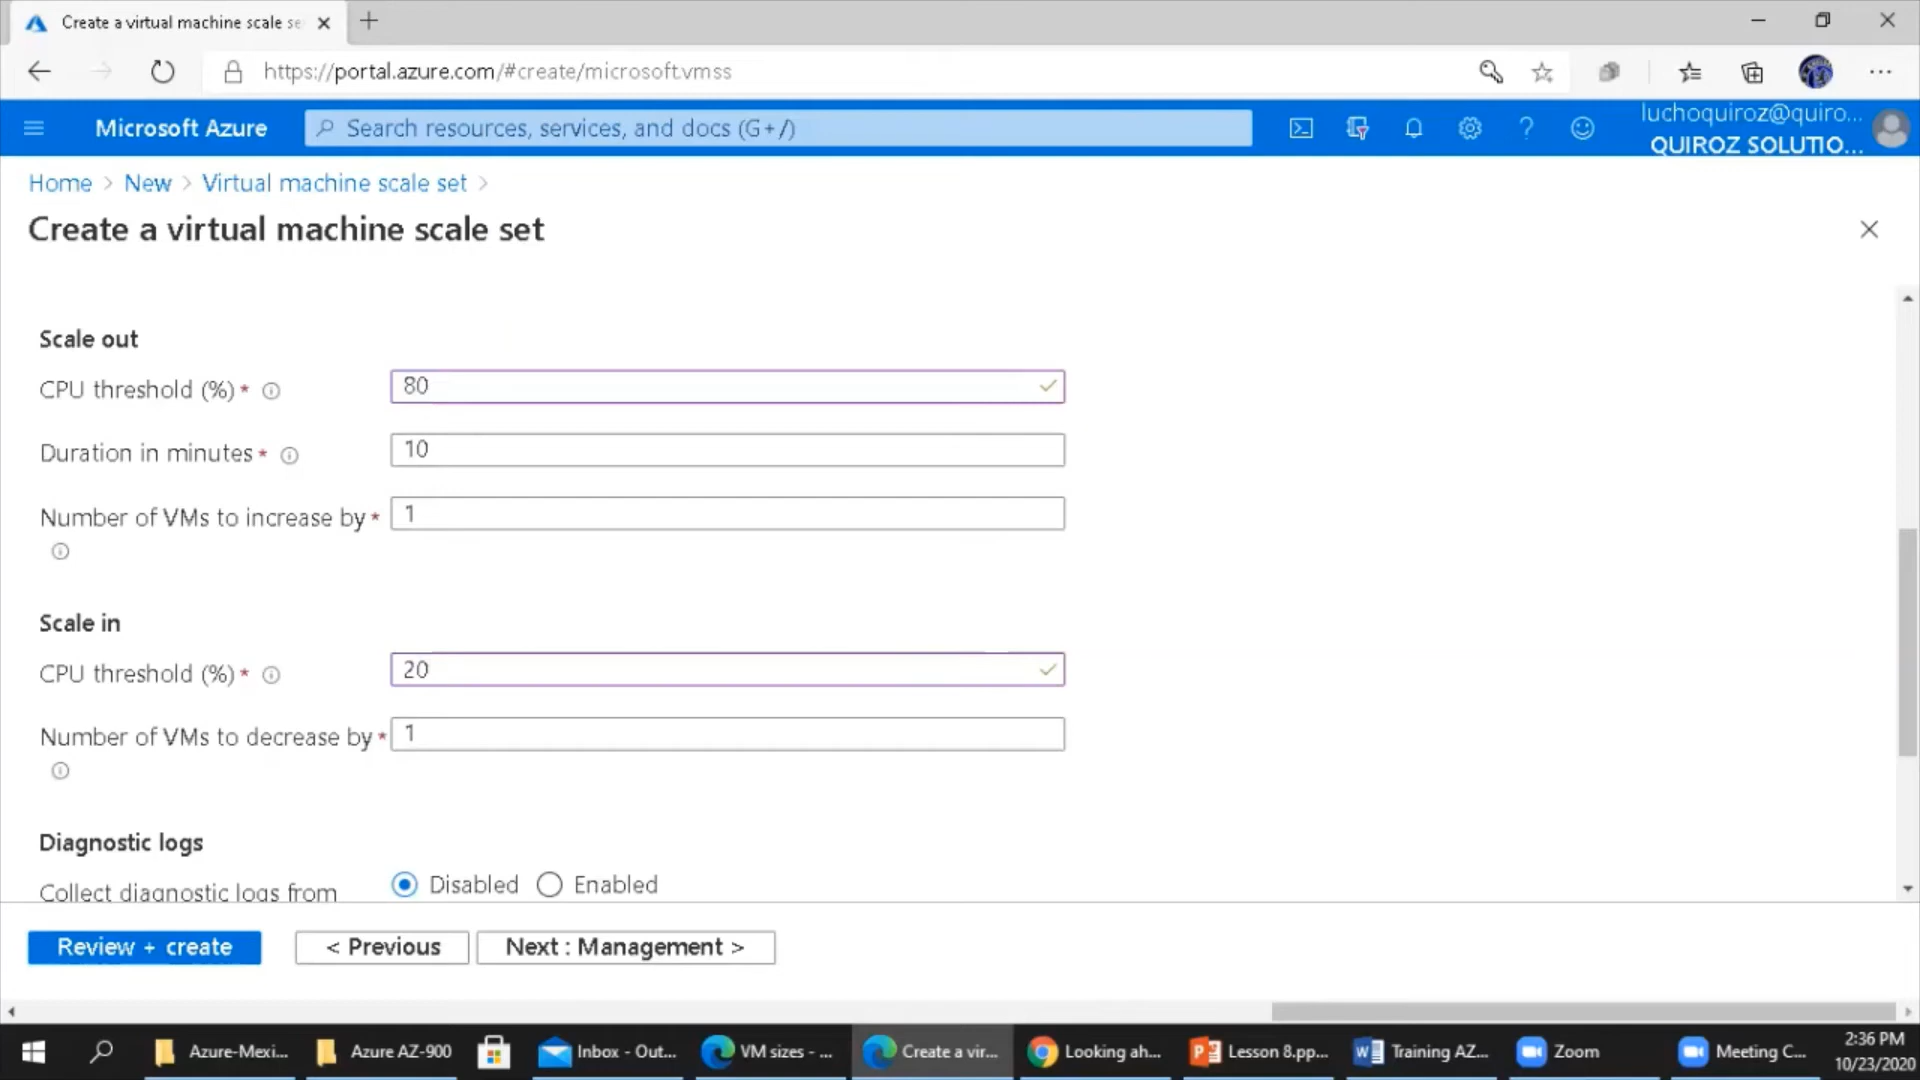 Create a virtual machine scale se
https://portal.azure.com/#create/microsoft.vmss
Microsoft Azure
Search resources, services, and docs (G+/)
luchoquiroz@quiro...
QUIROZ SOLUTIO...
Home > New > Virtual machine scale set >
Create a virtual machine scale set
Scale out
CPU threshold (%) *
80
Duration in minutes *
10
Number of VMs to increase by *
1
Scale in
CPU threshold (%) *
20
Number of VMs to decrease by *
1
Diagnostic logs
Collect diagnostic logs from
Disabled
Enabled
Review + create
< Previous
Next : Management >
Azure-Mexi...
Azure AZ-900
Inbox - Out...
VM sizes - ...
Create a vir...
Looking ah...
Lesson 8.pp...
Training AZ...
Zoom
Meeting C...
2:36 PM
10/23/2020